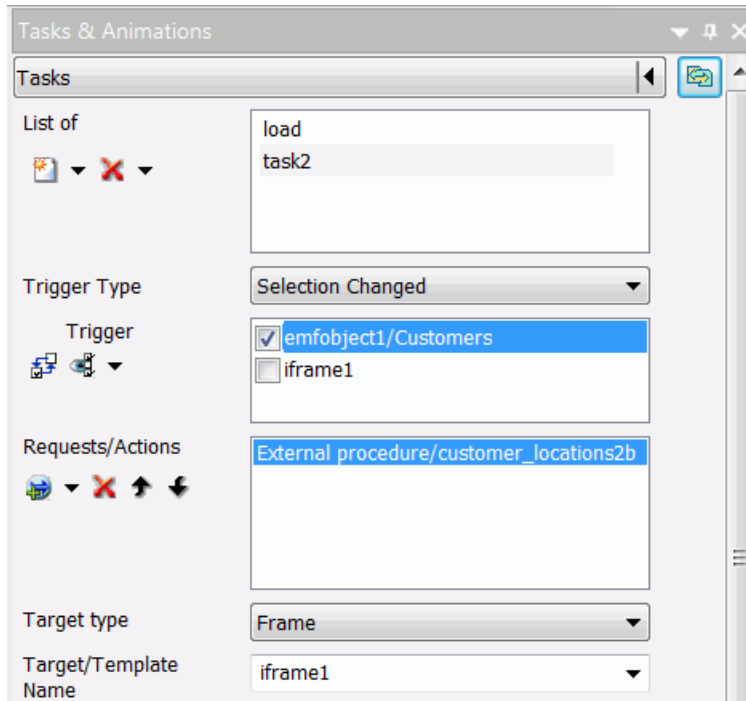 Tasks & Animations
Tasks
List of
load
task2
Trigger Type
Selection Changed
Trigger
emfobject1/Customers
iframe1
Requests/Actions
External procedure/customer_locations2b
Target type
Frame
Target/Template
Name
iframe1